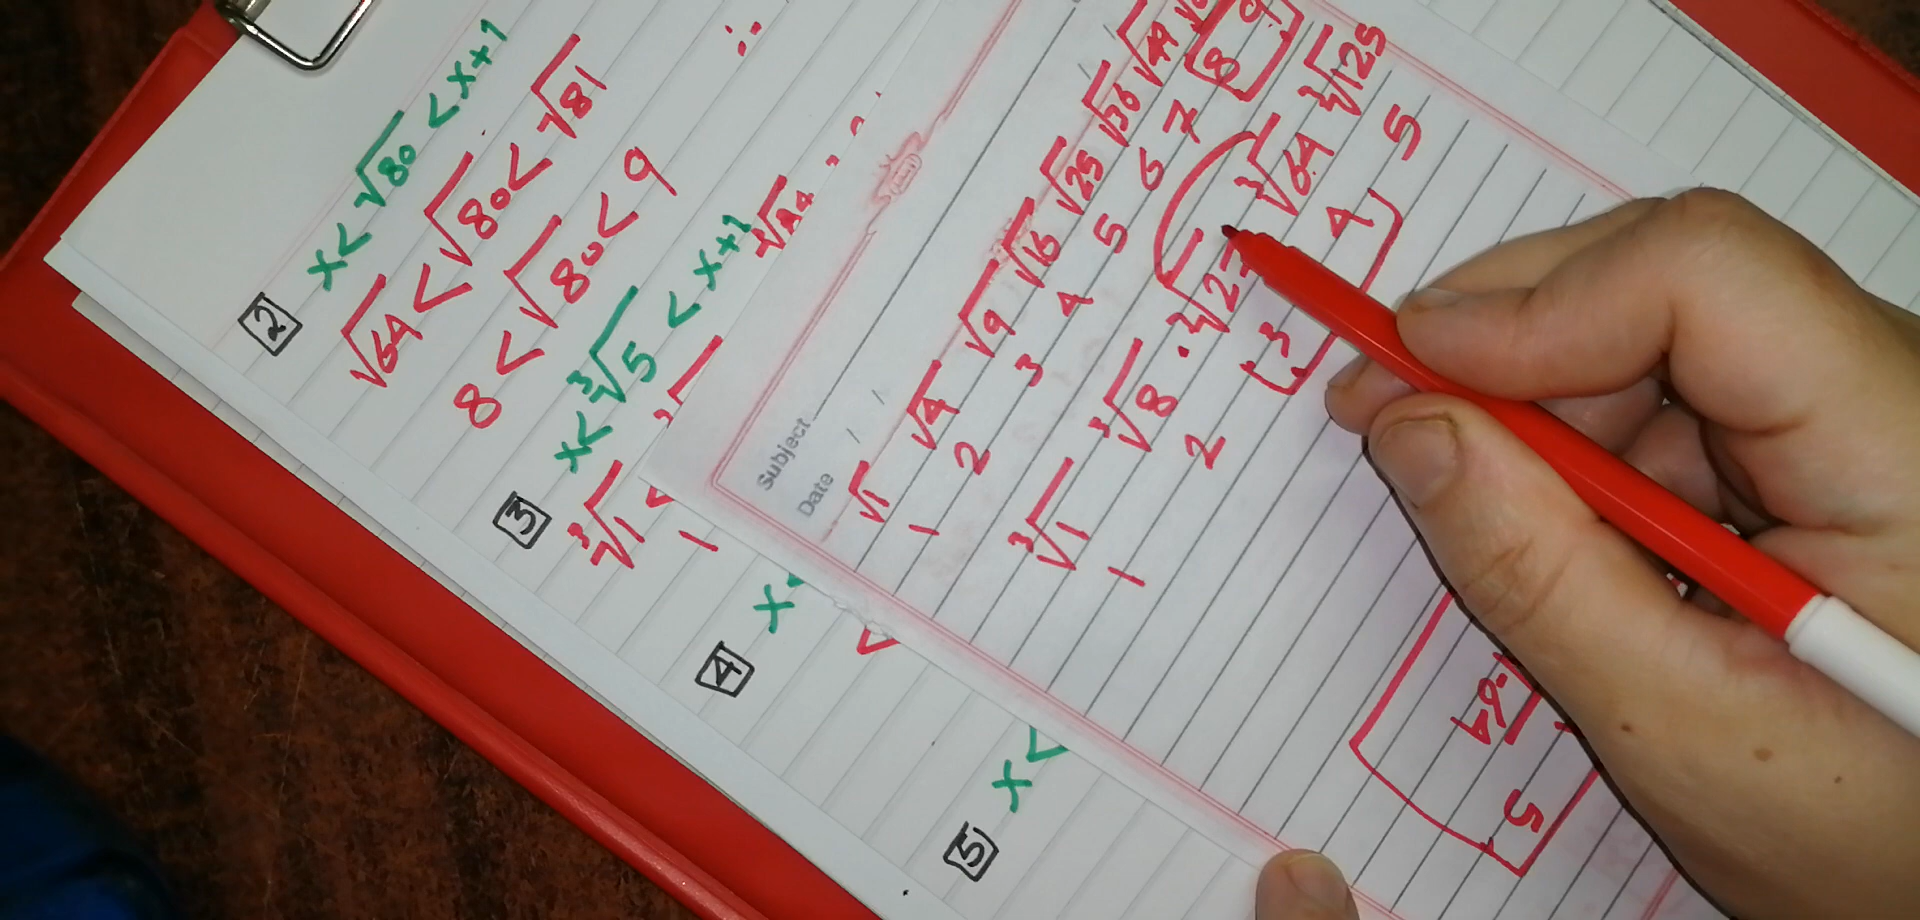 2
x < √80 < x+1
√64 < √80 < √81
8 < √80 < 9
∴
3
x < ∛5 < x+1
∛1 <
1
4
x <
5
x <
Subject
Date / /
√1 √4 √9 √16 √25 √36 √49
1 2 3 4 5 6 7 8 9
∛1 ∛8 ∛27 ∛64 ∛125
1 2 3 4 5
5